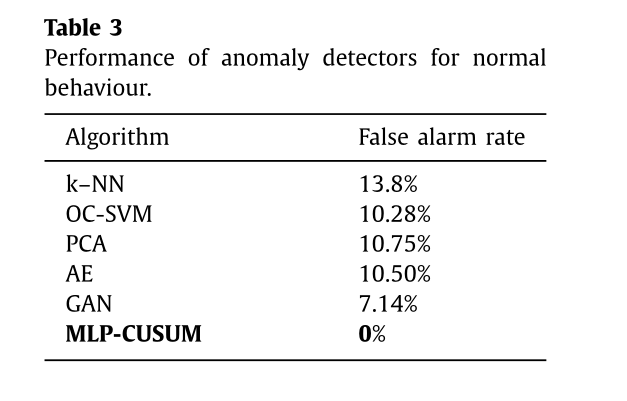 Table 3
Performance of anomaly detectors for normal
behaviour.
Algorithm False alarm rate
k–NN 13.8%
OC-SVM 10.28%
PCA 10.75%
AE 10.50%
GAN 7.14%
MLP-CUSUM 0%